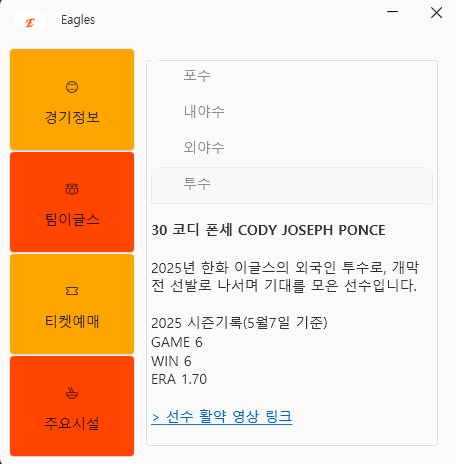 E
Eagles
경기정보
팀이글스
티켓예매
주요시설
포수
내야수
외야수
투수
30 코디 폰세 CODY JOSEPH PONCE
2025년 한화 이글스의 외국인 투수로, 개막
전 선발로 나서며 기대를 모은 선수입니다.
2025 시즌기록(5월7일 기준)
GAME 6
WIN 6
ERA 1.70
> 선수 활약 영상 링크